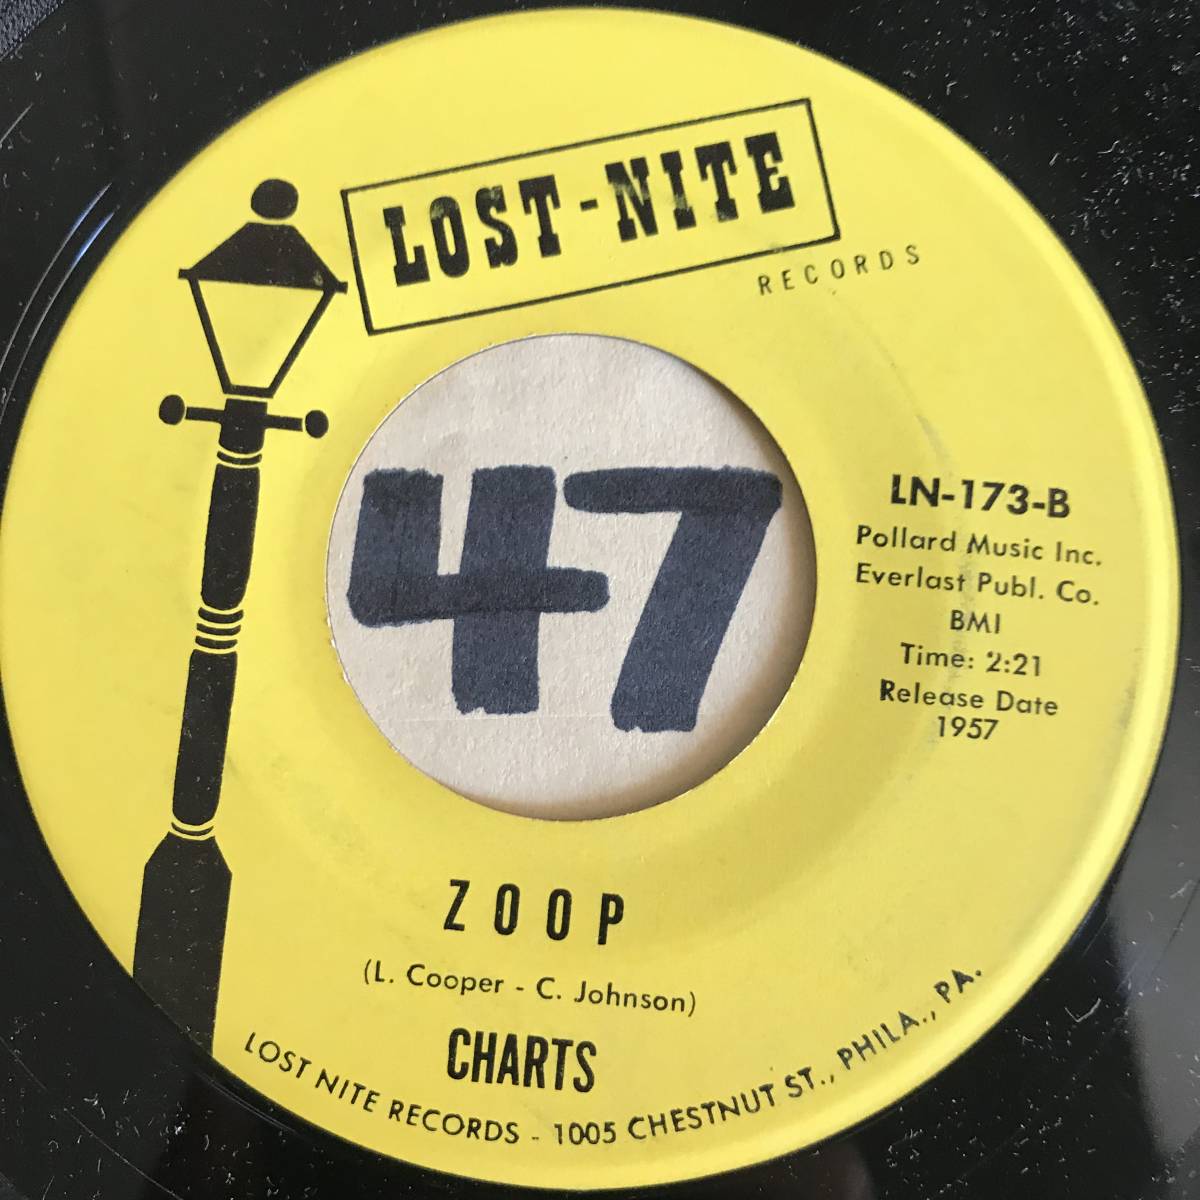 LOST-NITE
RECORDS
47
LN-173-B
Pollard Music Inc.
Everlast Publ. Co.
BMI
Time: 2:21
Release Date
1957
ZOOP
(L. Cooper - C. Johnson)
CHARTS
LOST NITE RECORDS - 1005 CHESTNUT ST., PHILA., PA.